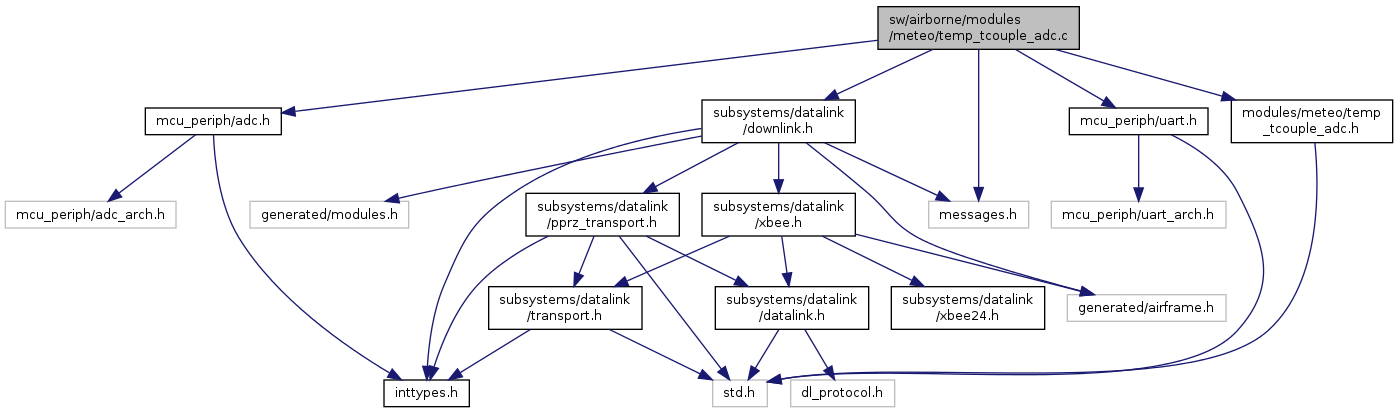 sw/airborne/modules
/meteo/temp_tcouple_adc.c
mcu_periph/adc.h
subsystems/datalink
/downlink.h
mcu_periph/uart.h
modules/meteo/temp
_tcouple_adc.h
mcu_periph/adc_arch.h
generated/modules.h
subsystems/datalink
/pprz_transport.h
subsystems/datalink
/xbee.h
messages.h
mcu_periph/uart_arch.h
subsystems/datalink
/transport.h
subsystems/datalink
/datalink.h
subsystems/datalink
/xbee24.h
generated/airframe.h
inttypes.h
std.h
dl_protocol.h